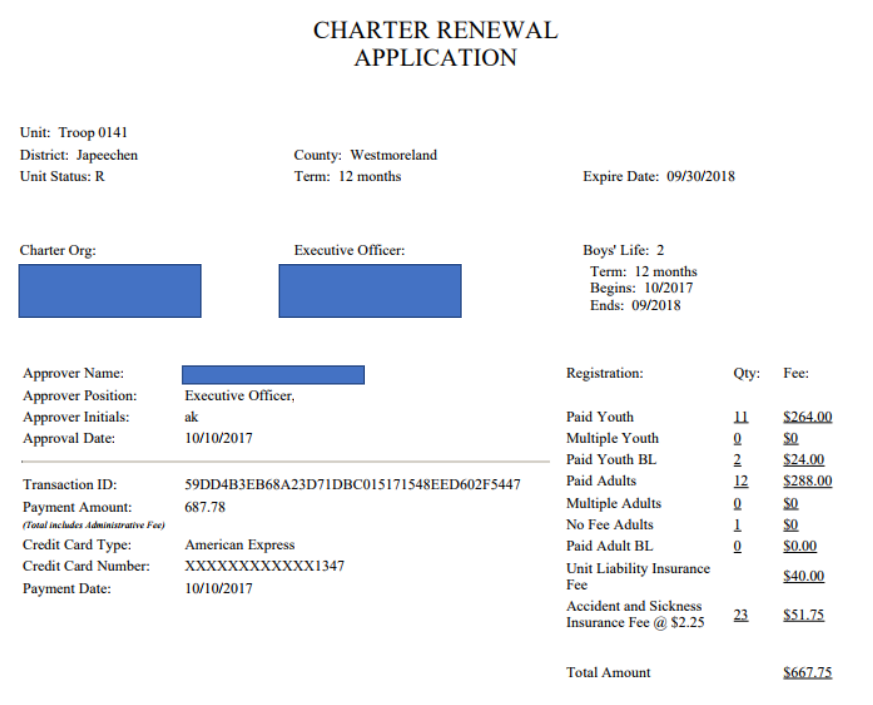 CHARTER RENEWAL
APPLICATION
Unit: Troop 0141
District: Japeechen County: Westmoreland
Unit Status: R Term: 12 months Expire Date: 09/30/2018
Charter Org: Executive Officer: Boys' Life: 2
Term: 12 months
Begins: 10/2017
Ends: 09/2018
Approver Name:
Approver Position: Executive Officer,
Approver Initials: ak
Approval Date: 10/10/2017
Transaction ID: 59DD4B3EB68A23D71DBC015171548EED602F5447
Payment Amount: 687.78
(Total includes Administrative Fee)
Credit Card Type: American Express
Credit Card Number: XXXXXXXXXXXX1347
Payment Date: 10/10/2017
Registration: Qty: Fee:
Paid Youth 11 $264.00
Multiple Youth 0 $0
Paid Youth BL 2 $24.00
Paid Adults 12 $288.00
Multiple Adults 0 $0
No Fee Adults 1 $0
Paid Adult BL 0 $0.00
Unit Liability Insurance
Fee $40.00
Accident and Sickness
Insurance Fee @ $2.25 23 $51.75
Total Amount $667.75